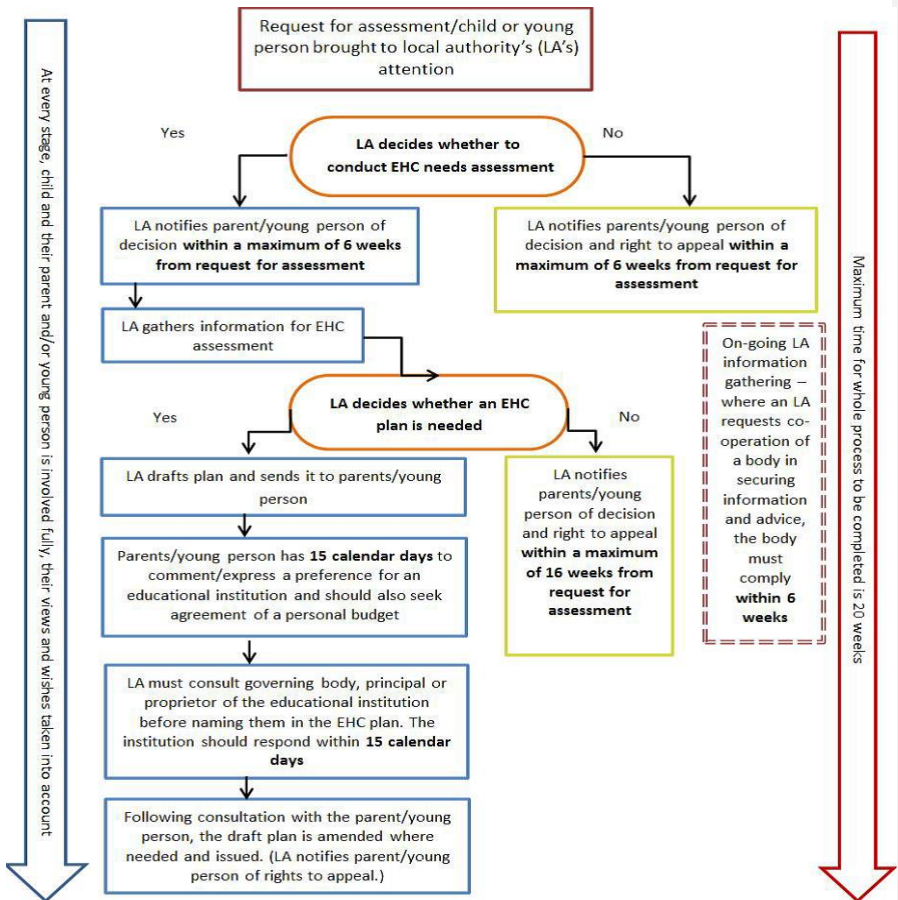 Request for assessment/child or young
person brought to local authority's (LA's)
attention
Yes
LA decides whether to
conduct EHC needs assessment
No
LA notifies parent/young person of
decision within a maximum of 6 weeks
from request for assessment
LA notifies parents/young person of
decision and right to appeal within a
maximum of 6 weeks from request for
assessment
LA gathers information for EHC
assessment
On-going LA
information
gathering –
where an LA
requests co-
operation of
a body in
securing
information
and advice,
the body
must
comply
within 6
weeks
Yes
LA decides whether an EHC
plan is needed
No
LA drafts plan and sends it to parents/young
person
LA notifies
parents/young
person of decision
and right to appeal
within a maximum
of 16 weeks from
request for
assessment
Parents/young person has 15 calendar days to
comment/express a preference for an
educational institution and should also seek
agreement of a personal budget
LA must consult governing body, principal or
proprietor of the educational institution
before naming them in the EHC plan. The
institution should respond within 15 calendar
days
Following consultation with the parent/young
person, the draft plan is amended where
needed and issued. (LA notifies parent/young
person of rights to appeal.)
At every stage, child and their parent and/or young person is involved fully, their views and wishes taken into account
Maximum time for whole process to be completed is 20 weeks